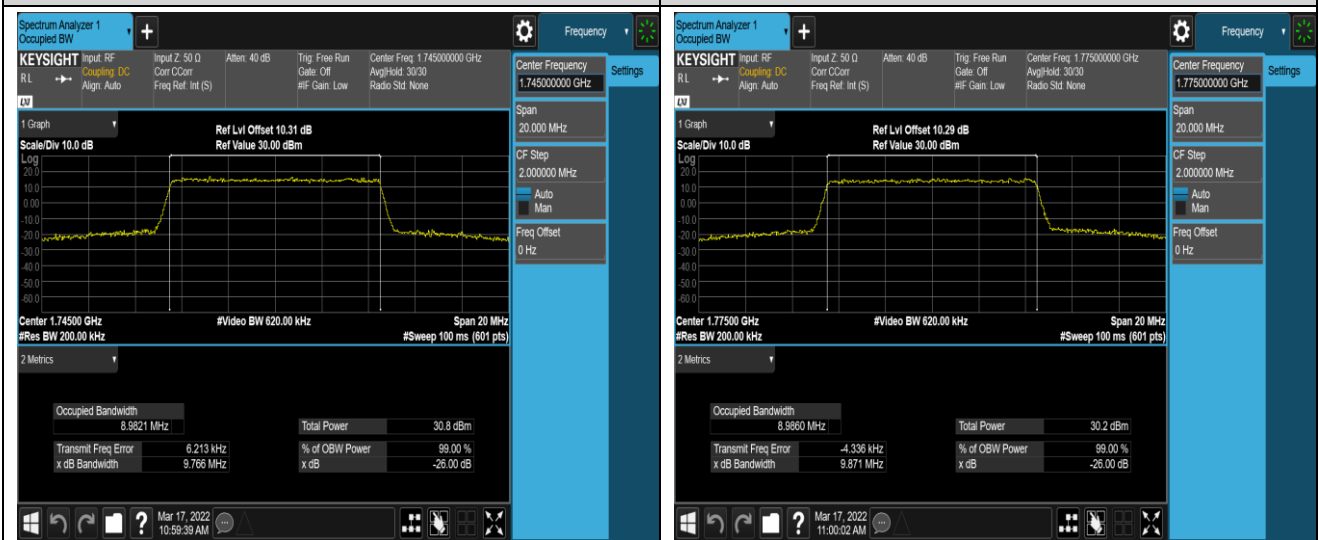 Spectrum Analyzer 1
Occupied BW
Frequency
KEYSIGHT
RL
LXI
Input: RF
Coupling: DC
Align: Auto
Input Z: 50 Ω
Corr CCorr
Freq Ref: Int (S)
Atten: 40 dB
Trig: Free Run
Gate: Off
#IF Gain: Low
Center Freq: 1.745000000 GHz
Avg|Hold: 30/30
Radio Std: None
Center Frequency
1.745000000 GHz
Settings
Span
20.000 MHz
CF Step
2.000000 MHz
Auto
Man
Freq Offset
0 Hz
1 Graph
Ref Lvl Offset 10.31 dB
Scale/Div 10.0 dB
Ref Value 30.00 dBm
Log
20.0
10.0
0.00
-10.0
-20.0
-30.0
-40.0
-50.0
-60.0
Center 1.74500 GHz
#Video BW 620.00 kHz
Span 20 MHz
#Res BW 200.00 kHz
#Sweep 100 ms (601 pts)
2 Metrics
Occupied Bandwidth
8.9821 MHz
Total Power 30.8 dBm
Transmit Freq Error 6.213 kHz
% of OBW Power 99.00 %
x dB Bandwidth 9.766 MHz
x dB -26.00 dB
?
Mar 17, 2022
10:59:39 AM
Spectrum Analyzer 1
Occupied BW
Frequency
KEYSIGHT
RL
LXI
Input: RF
Coupling: DC
Align: Auto
Input Z: 50 Ω
Corr CCorr
Freq Ref: Int (S)
Atten: 40 dB
Trig: Free Run
Gate: Off
#IF Gain: Low
Center Freq: 1.775000000 GHz
Avg|Hold: 30/30
Radio Std: None
Center Frequency
1.775000000 GHz
Settings
Span
20.000 MHz
CF Step
2.000000 MHz
Auto
Man
Freq Offset
0 Hz
1 Graph
Ref Lvl Offset 10.29 dB
Scale/Div 10.0 dB
Ref Value 30.00 dBm
Log
20.0
10.0
0.00
-10.0
-20.0
-30.0
-40.0
-50.0
-60.0
Center 1.77500 GHz
#Video BW 620.00 kHz
Span 20 MHz
#Res BW 200.00 kHz
#Sweep 100 ms (601 pts)
2 Metrics
Occupied Bandwidth
8.9860 MHz
Total Power 30.2 dBm
Transmit Freq Error -4.336 kHz
% of OBW Power 99.00 %
x dB Bandwidth 9.871 MHz
x dB -26.00 dB
?
Mar 17, 2022
11:00:02 AM